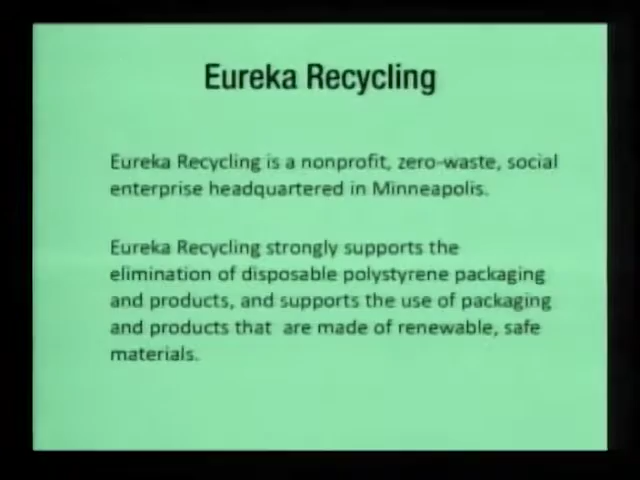 Eureka Recycling
Eureka Recycling is a nonprofit, zero-waste, social
enterprise headquartered in Minneapolis.
Eureka Recycling strongly supports the
elimination of disposable polystyrene packaging
and products, and supports the use of packaging
and products that are made of renewable, safe
materials.